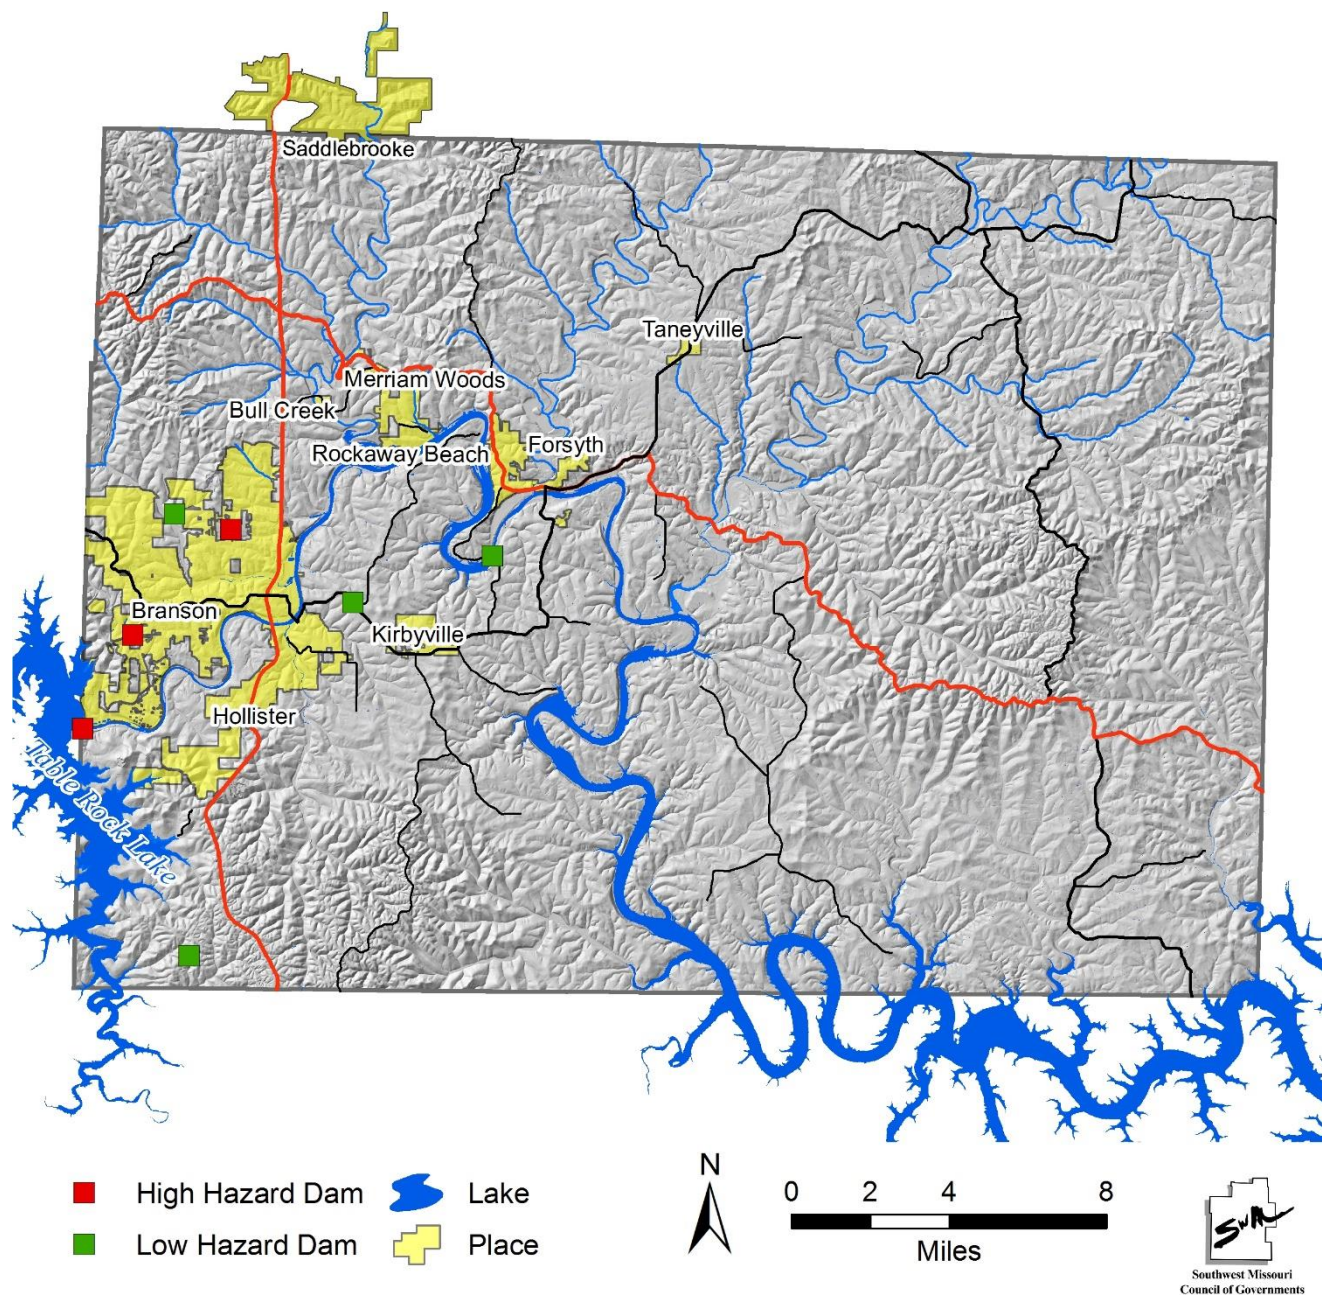 Saddlebrooke
Taneyville
Merriam Woods
Bull Creek
Forsyth
Rockaway Beach
Branson
Kirbyville
Hollister
Table Rock Lake
High Hazard Dam
Lake
Low Hazard Dam
Place
N
0 2 4 8
Miles
SWM
Southwest Missouri
Council of Governments